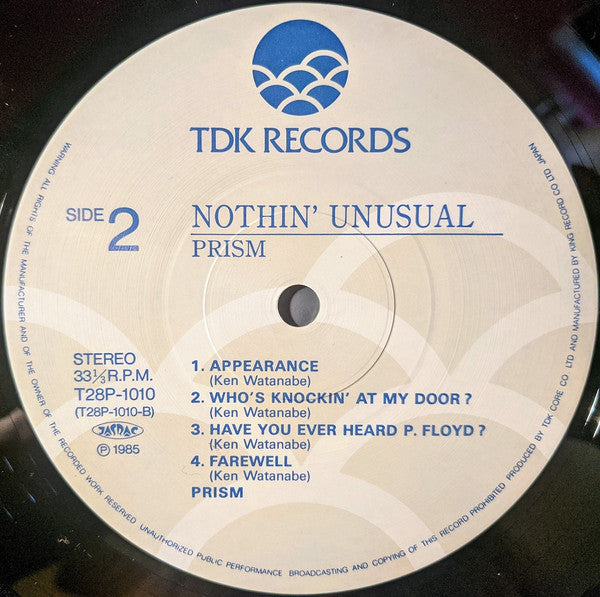 TDK RECORDS
SIDE 2
NOTHIN' UNUSUAL
PRISM
STEREO
33 1/3 R.P.M.
T28P-1010
(T28P-1010-B)
JASRAC
Ⓟ 1985
1. APPEARANCE
(Ken Watanabe)
2. WHO'S KNOCKIN' AT MY DOOR?
(Ken Watanabe)
3. HAVE YOU EVER HEARD P. FLOYD?
(Ken Watanabe)
4. FAREWELL
(Ken Watanabe)
PRISM
WARNING ALL RIGHTS OF THE MANUFACTURER AND OF THE OWNER OF THE RECORDED WORK RESERVED UNAUTHORIZED PUBLIC PERFORMANCE BROADCASTING AND COPYING OF THIS RECORD PROHIBITED PRODUCED BY TDK CORE CO LTD AND MANUFACTURED BY KING RECORD CO LTD JAPAN